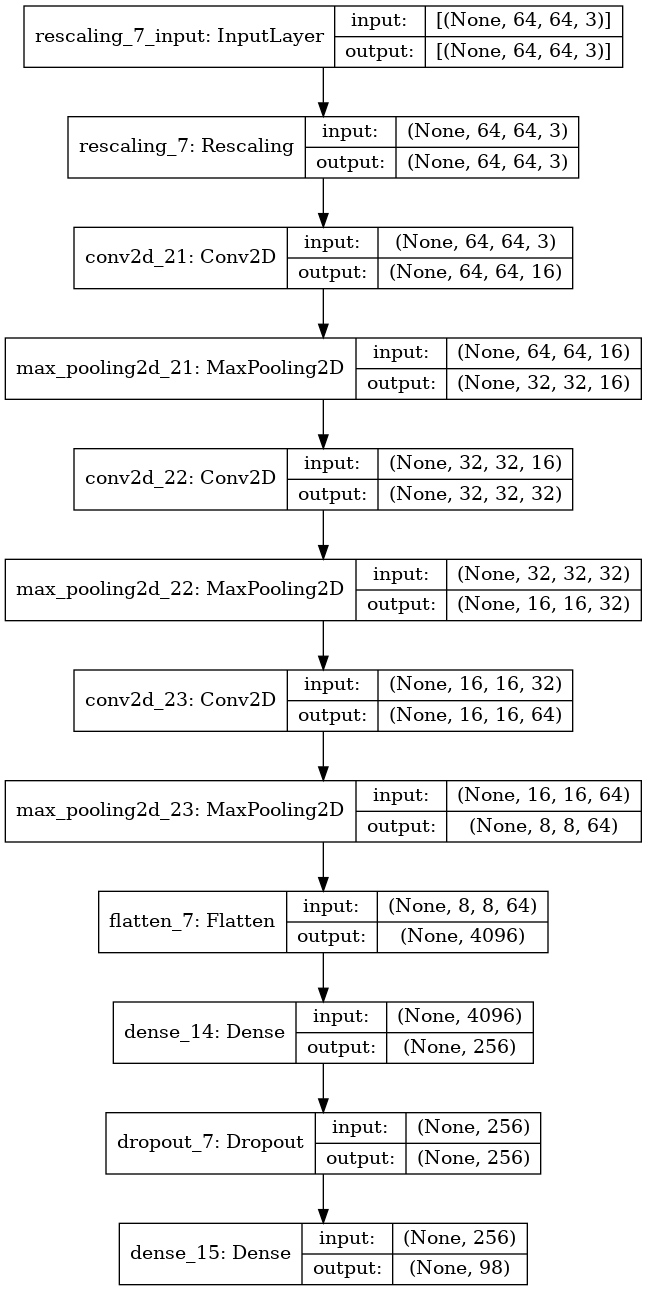 rescaling_7_input: InputLayer
input: [(None, 64, 64, 3)]
output: [(None, 64, 64, 3)]
rescaling_7: Rescaling
input: (None, 64, 64, 3)
output: (None, 64, 64, 3)
conv2d_21: Conv2D
input: (None, 64, 64, 3)
output: (None, 64, 64, 16)
max_pooling2d_21: MaxPooling2D
input: (None, 64, 64, 16)
output: (None, 32, 32, 16)
conv2d_22: Conv2D
input: (None, 32, 32, 16)
output: (None, 32, 32, 32)
max_pooling2d_22: MaxPooling2D
input: (None, 32, 32, 32)
output: (None, 16, 16, 32)
conv2d_23: Conv2D
input: (None, 16, 16, 32)
output: (None, 16, 16, 64)
max_pooling2d_23: MaxPooling2D
input: (None, 16, 16, 64)
output: (None, 8, 8, 64)
flatten_7: Flatten
input: (None, 8, 8, 64)
output: (None, 4096)
dense_14: Dense
input: (None, 4096)
output: (None, 256)
dropout_7: Dropout
input: (None, 256)
output: (None, 256)
dense_15: Dense
input: (None, 256)
output: (None, 98)